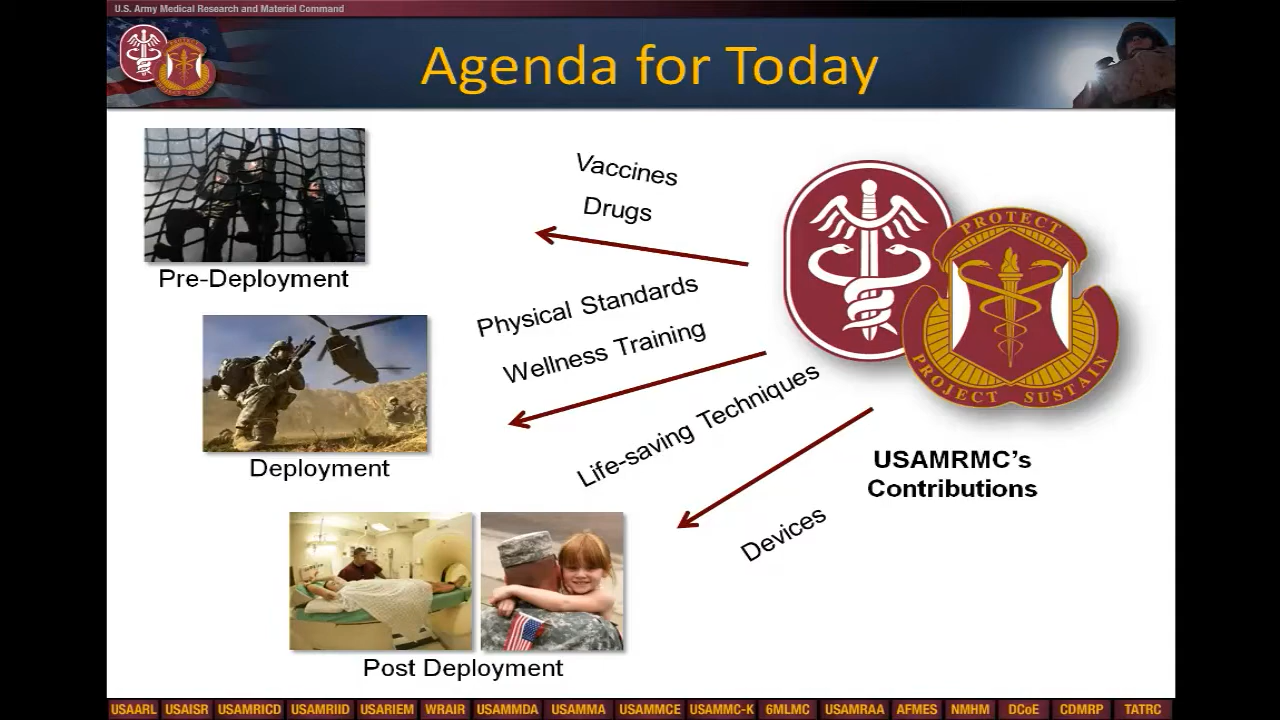 U.S. Army Medical Research and Materiel Command
Agenda for Today
Vaccines
Drugs
Pre-Deployment
Physical Standards
Wellness Training
Deployment
Life-saving Techniques
Devices
Post Deployment
PROTECT
PROJECT SUSTAIN
USAMRMC’s
Contributions
USAARL USAISR USAMRICD USAMRIID USARIEM WRAIR USAMMDA USAMMA USAMMCE USAMMC-K 6MLMC USAMRAA AFMES NMHM DCoE CDMRP TATRC